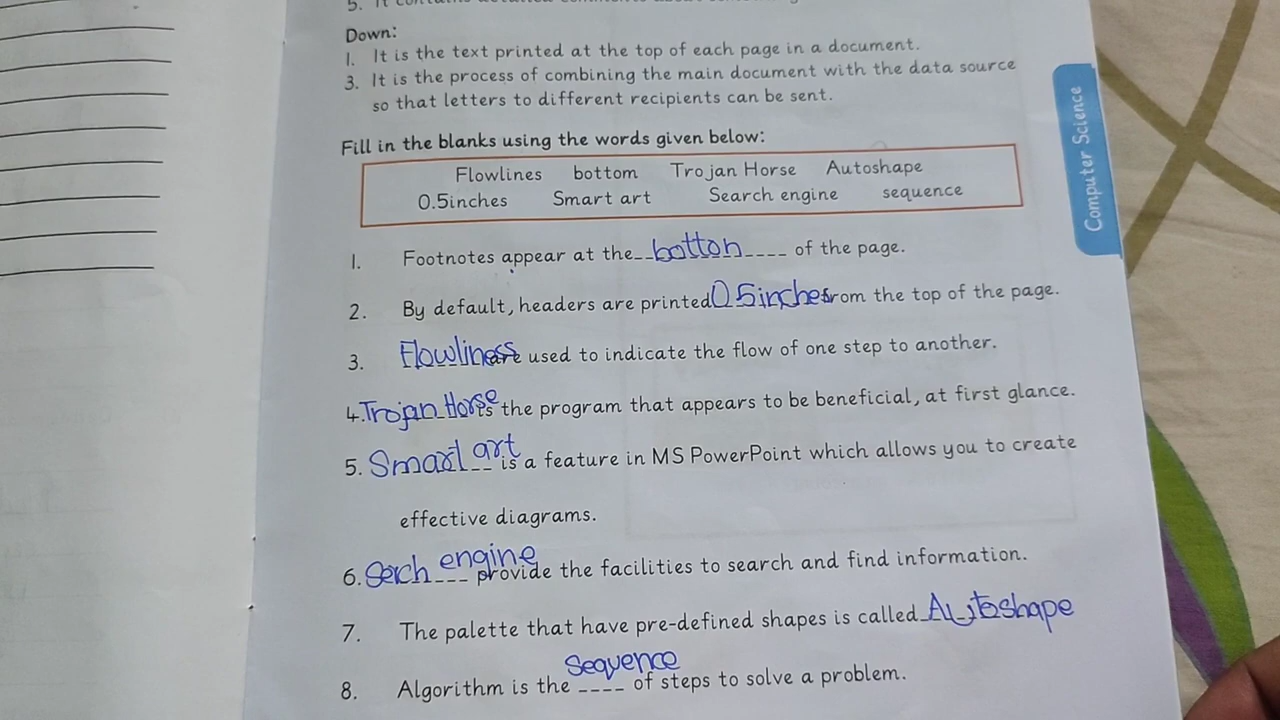 Down:
1. It is the text printed at the top of each page in a document.
3. It is the process of combining the main document with the data source
so that letters to different recipients can be sent.
Computer Science
Fill in the blanks using the words given below:
Flowlines bottom Trojan Horse Autoshape
0.5inches Smart art Search engine sequence
1. Footnotes appear at the botton of the page.
2. By default, headers are printed 0.5inches from the top of the page.
3. Flowliness are used to indicate the flow of one step to another.
4. Trojan Horse is the program that appears to be beneficial, at first glance.
5. Smart art is a feature in MS PowerPoint which allows you to create
effective diagrams.
6. Serch engine provide the facilities to search and find information.
7. The palette that have pre-defined shapes is called Autoshape
8. Algorithm is the Sequence of steps to solve a problem.